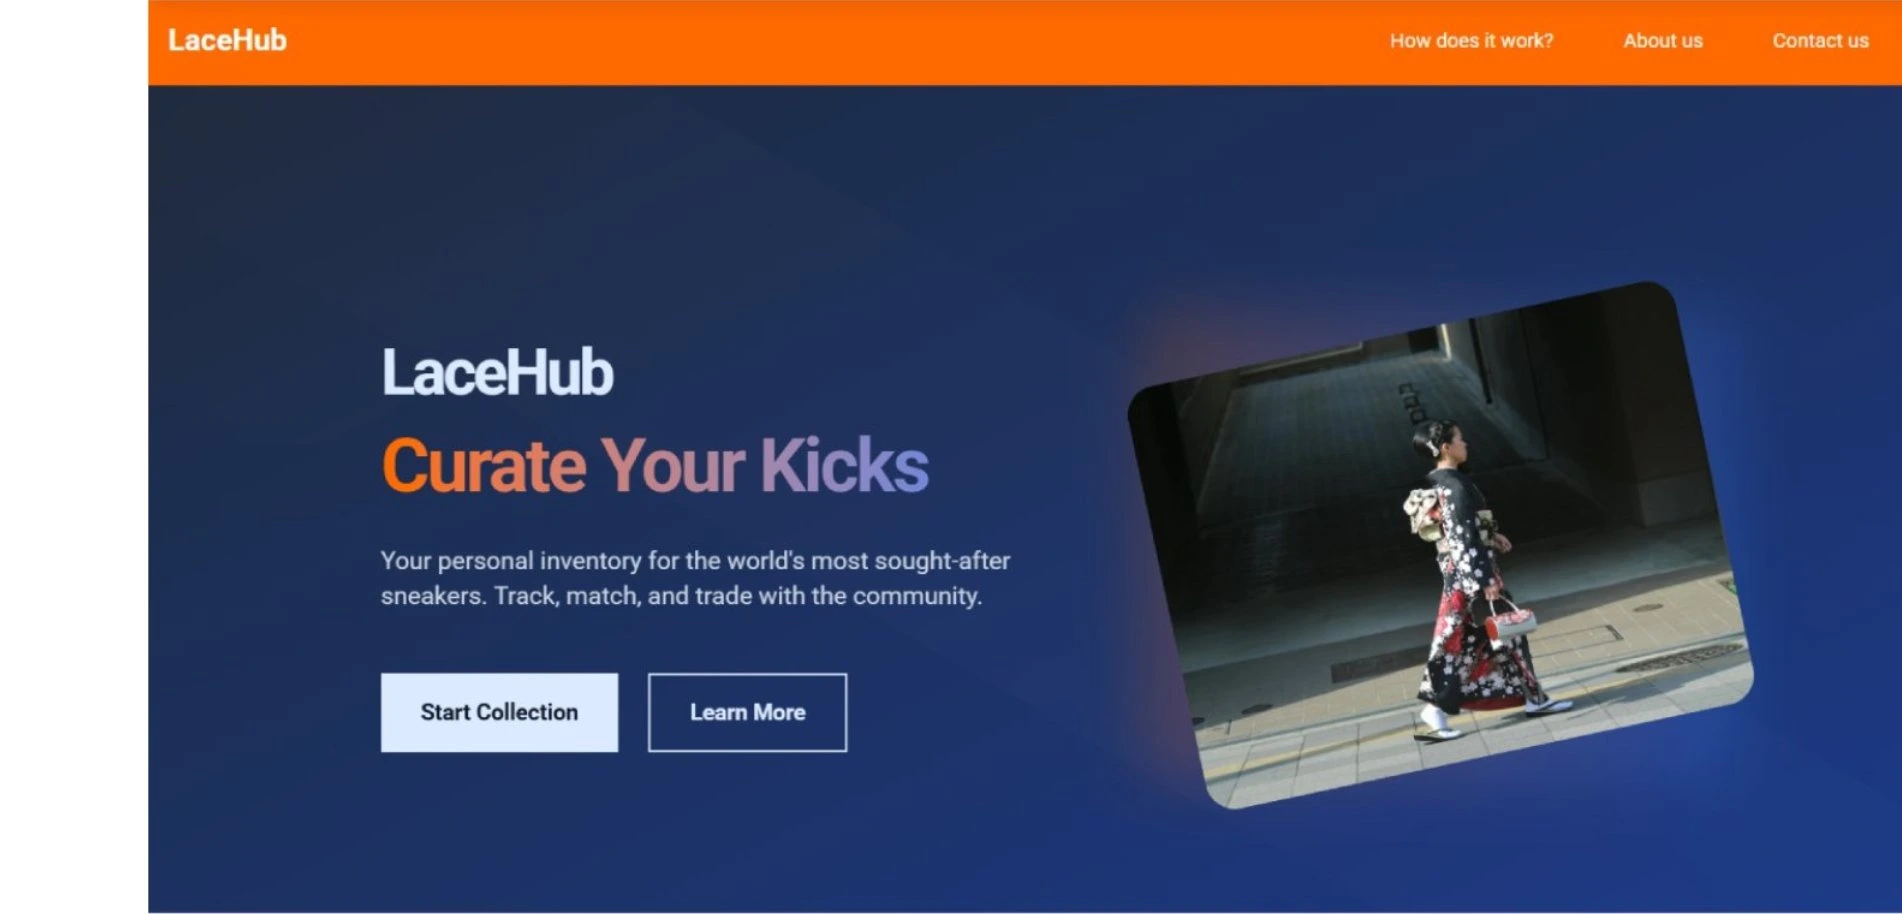 LaceHub
How does it work?
About us
Contact us
LaceHub
Curate Your Kicks
Your personal inventory for the world's most sought-after
sneakers. Track, match, and trade with the community.
Start Collection
Learn More